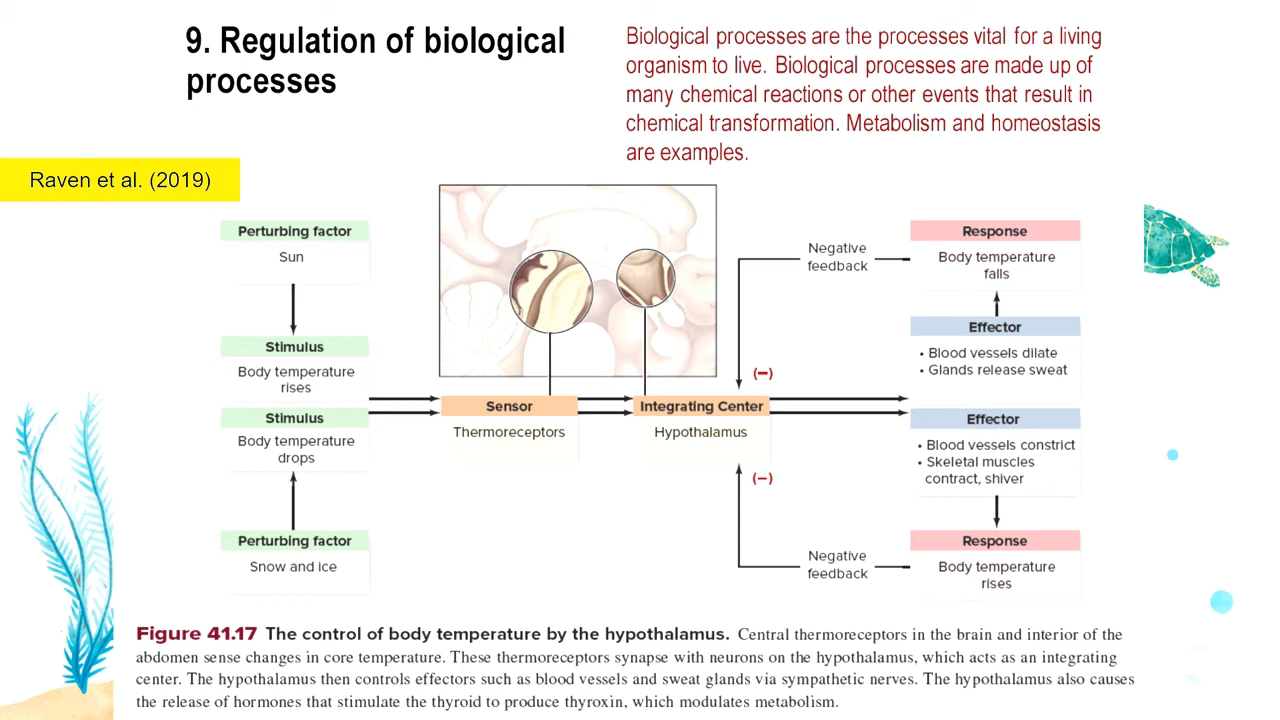 9. Regulation of biological
processes
Biological processes are the processes vital for a living
organism to live. Biological processes are made up of
many chemical reactions or other events that result in
chemical transformation. Metabolism and homeostasis
are examples.
Raven et al. (2019)
Perturbing factor
Sun
Stimulus
Body temperature
rises
Stimulus
Body temperature
drops
Perturbing factor
Snow and ice
Sensor
Thermoreceptors
Integrating Center
Hypothalamus
Negative
feedback
(–)
(–)
Negative
feedback
Response
Body temperature
falls
Effector
• Blood vessels dilate
• Glands release sweat
Effector
• Blood vessels constrict
• Skeletal muscles
contract, shiver
Response
Body temperature
rises
Figure 41.17 The control of body temperature by the hypothalamus. Central thermoreceptors in the brain and interior of the
abdomen sense changes in core temperature. These thermoreceptors synapse with neurons on the hypothalamus, which acts as an integrating
center. The hypothalamus then controls effectors such as blood vessels and sweat glands via sympathetic nerves. The hypothalamus also causes
the release of hormones that stimulate the thyroid to produce thyroxin, which modulates metabolism.